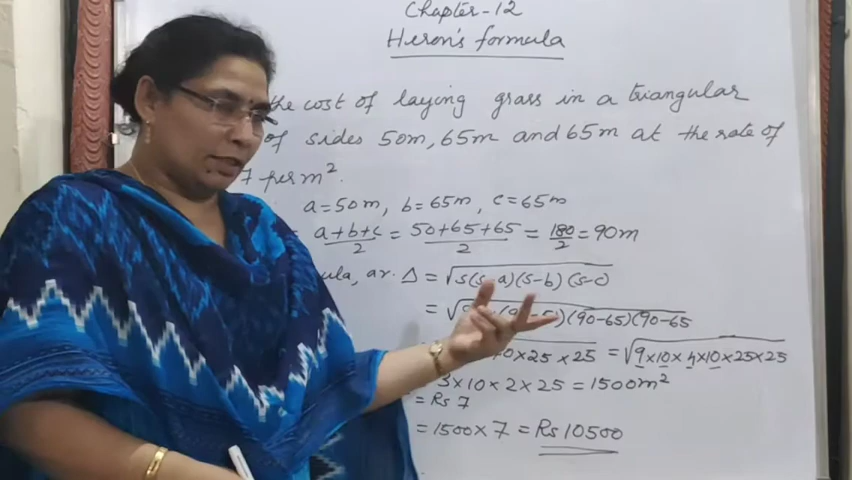 Chapter-12
Heron's formula
the cost of laying grass in a triangular
of sides 50m, 65m and 65m at the rate of
7 per m²
a=50m, b=65m, c=65m
a+b+c/2 = 50+65+65/2 = 180/2 = 90m
ar. Δ = √s(s-a)(s-b)(s-c)
= √ (90-65)(90-65
×25×25 = √9×10×4×10×25×25
3×10×2×25 = 1500m²
= Rs 7
= 1500×7 = Rs 10500